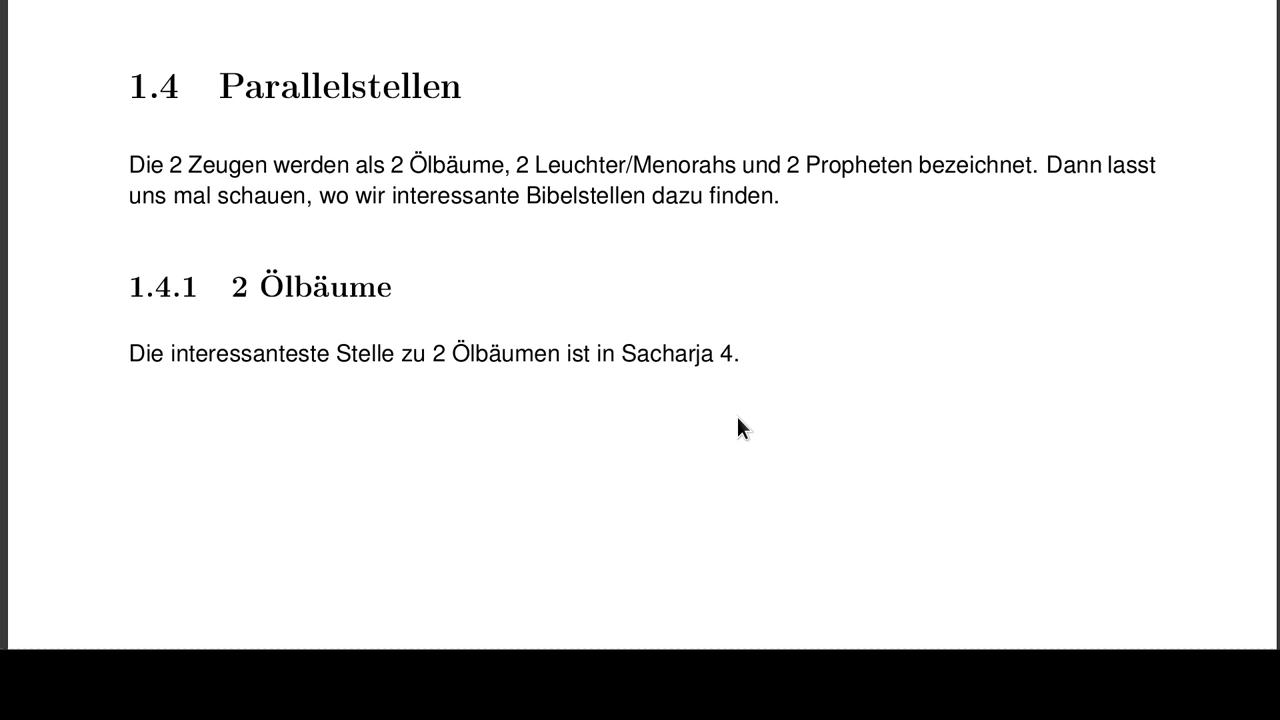 1.4 Parallelstellen
Die 2 Zeugen werden als 2 Ölbäume, 2 Leuchter/Menorahs und 2 Propheten bezeichnet. Dann lasst
uns mal schauen, wo wir interessante Bibelstellen dazu finden.
1.4.1 2 Ölbäume
Die interessanteste Stelle zu 2 Ölbäumen ist in Sacharja 4.